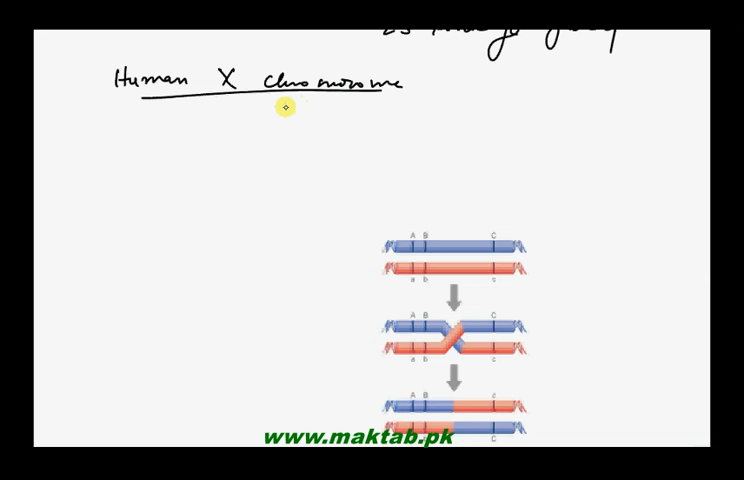 Human X chromosome
A B C
a b c
A B C
a b c
A B c
www.maktab.pk
C